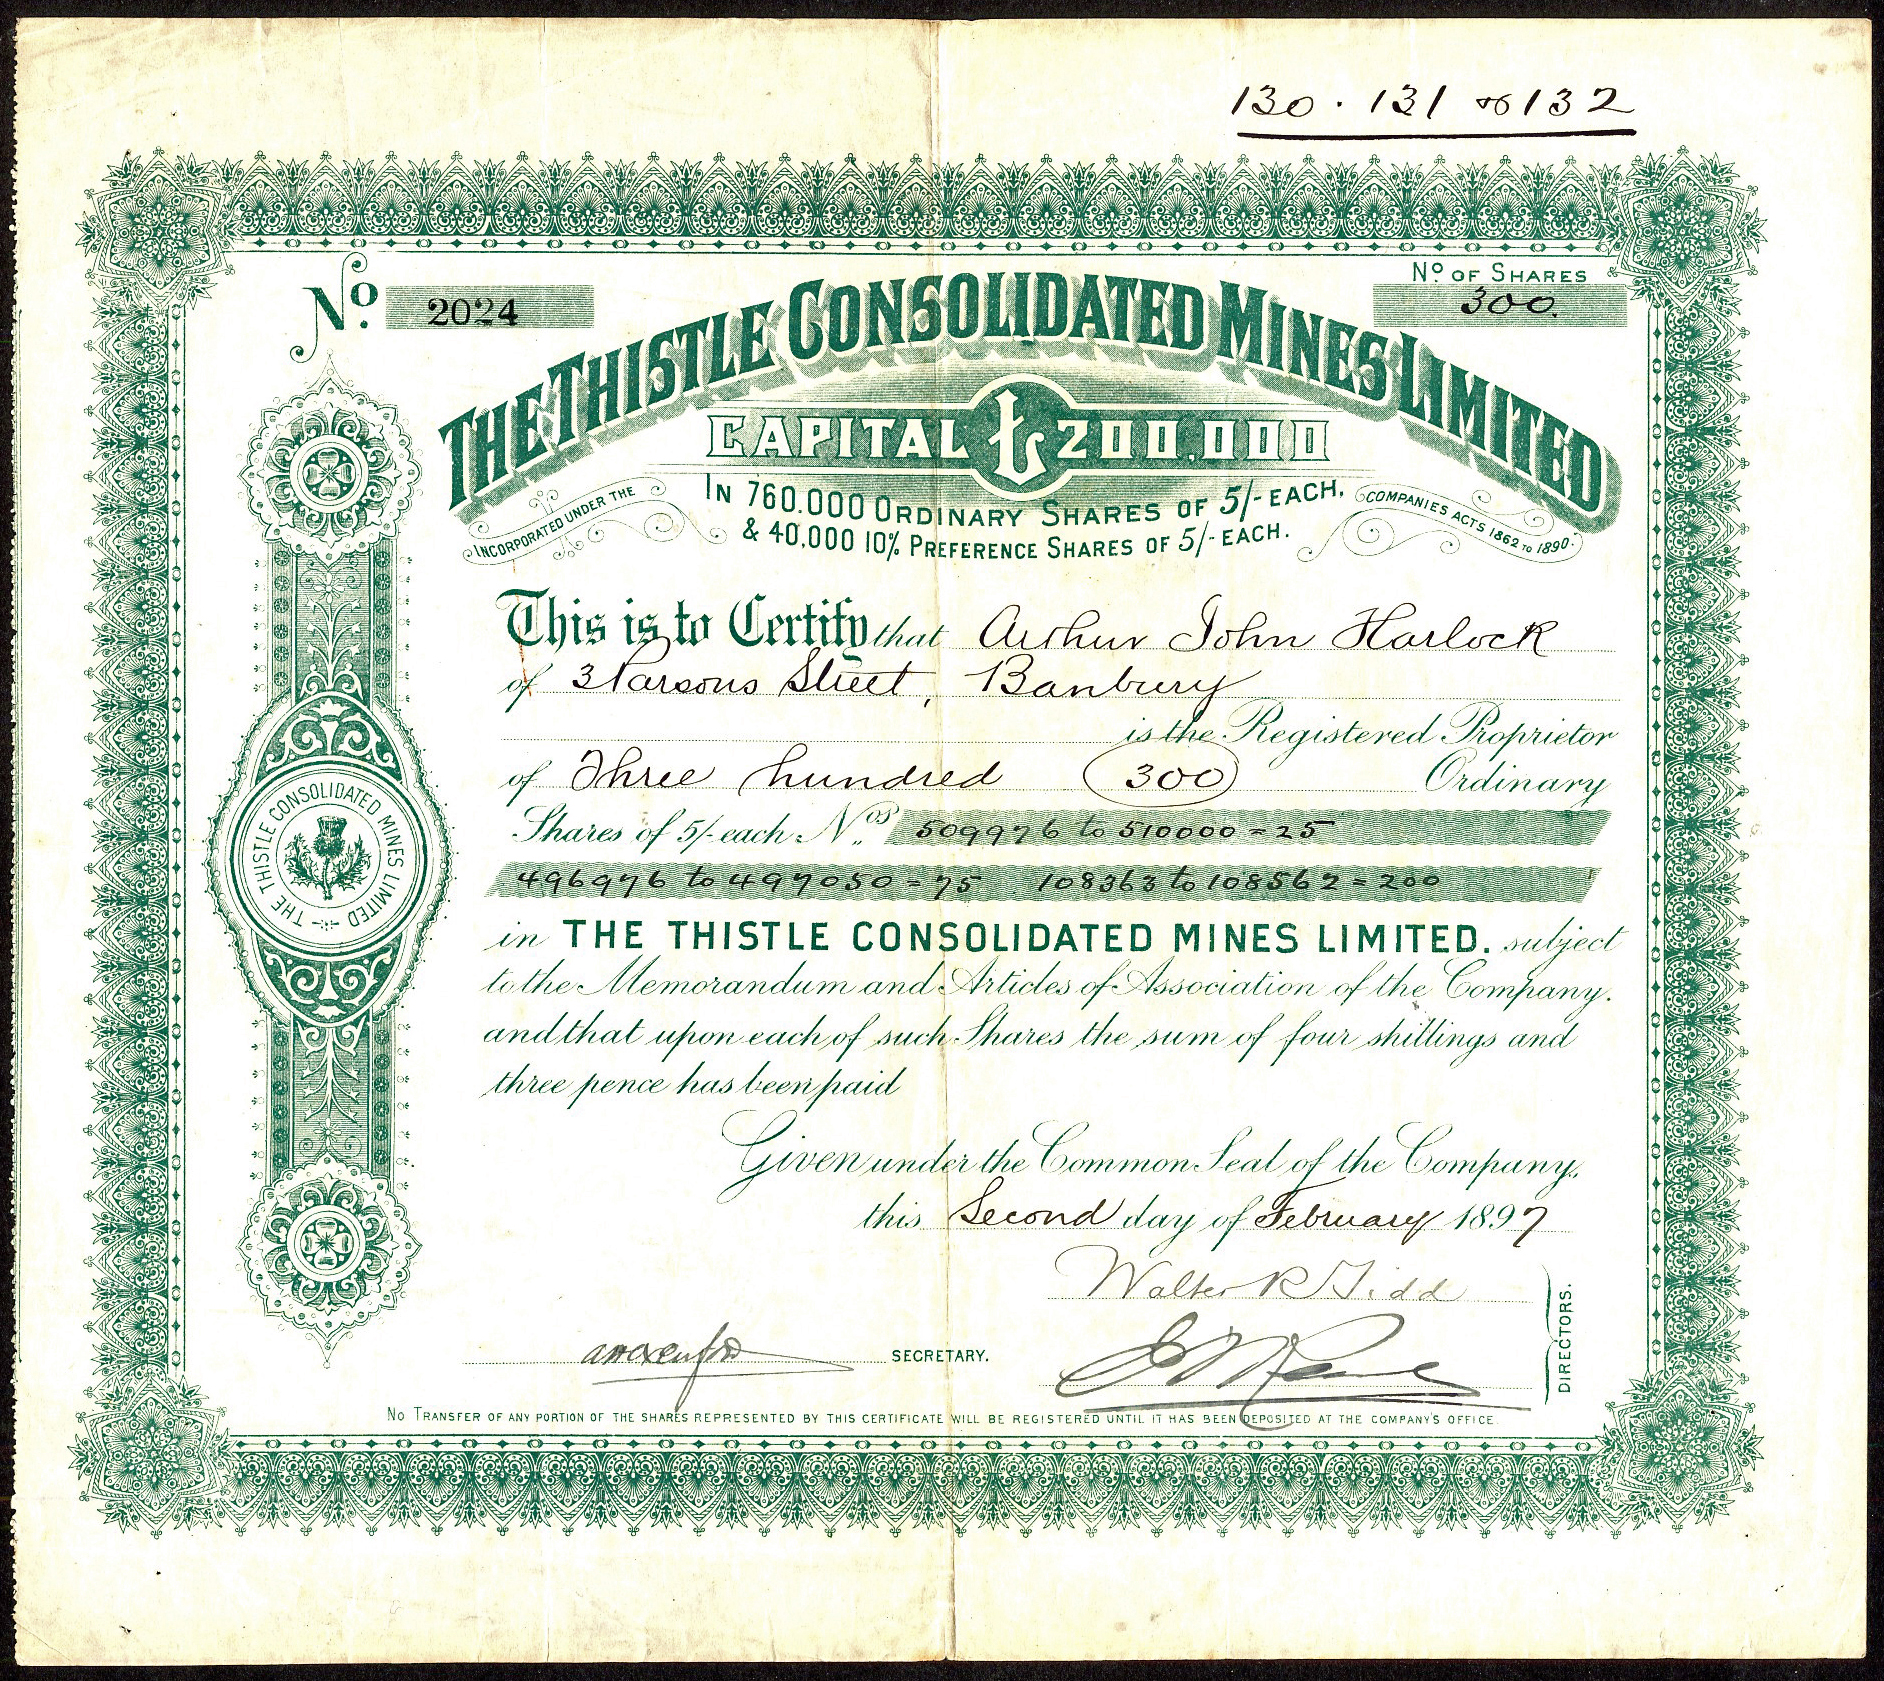 130 . 131 & 132
No. 2024
No. OF SHARES
300.
THE THISTLE CONSOLIDATED MINES LIMITED
CAPITAL £200,000
INCORPORATED UNDER THE
COMPANIES ACTS 1862 TO 1890.
IN 760.000 ORDINARY SHARES OF 5/- EACH,
& 40,000 10% PREFERENCE SHARES OF 5/- EACH.
This is to Certify that Arthur John Harlock
of 3 Parsons Street, Banbury
is the Registered Proprietor
of Three hundred (300) Ordinary
Shares of 5/- each Nos. 509976 to 510000 = 25
496976 to 497050 = 75 108363 to 108562 = 200
in THE THISTLE CONSOLIDATED MINES LIMITED. subject
to the Memorandum and Articles of Association of the Company.
and that upon each of such Shares the sum of four shillings and
three pence has been paid
Given under the Common Seal of the Company,
this Second day of February 1897
THE THISTLE CONSOLIDATED MINES LIMITED
Walter R Gidd
SECRETARY.
DIRECTORS.
NO TRANSFER OF ANY PORTION OF THE SHARES REPRESENTED BY THIS CERTIFICATE WILL BE REGISTERED UNTIL IT HAS BEEN DEPOSITED AT THE COMPANY'S OFFICE.